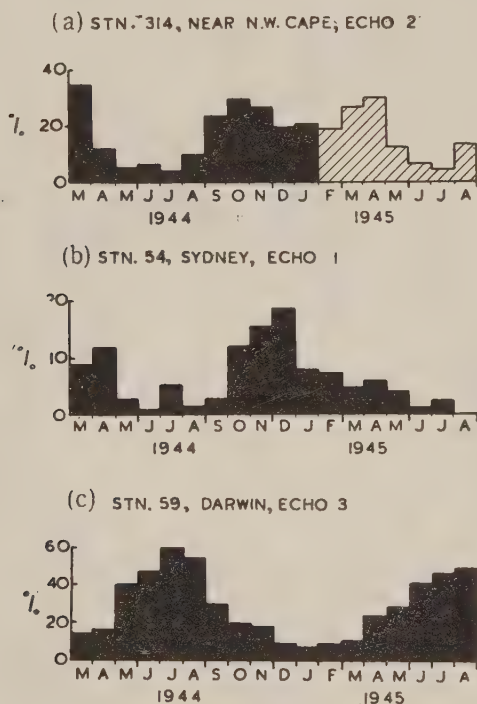 (a) STN. 314, NEAR N.W. CAPE, ECHO 2
40
20
0
%
M A M J J A S O N D J F M A M J J A
1944 1945
(b) STN. 54, SYDNEY, ECHO 1
20
10
0
%
M A M J J A S O N D J F M A M J J A
1944 1945
(c) STN. 59, DARWIN, ECHO 3
60
40
20
0
%
M A M J J A S O N D J F M A M J J A
1944 1945